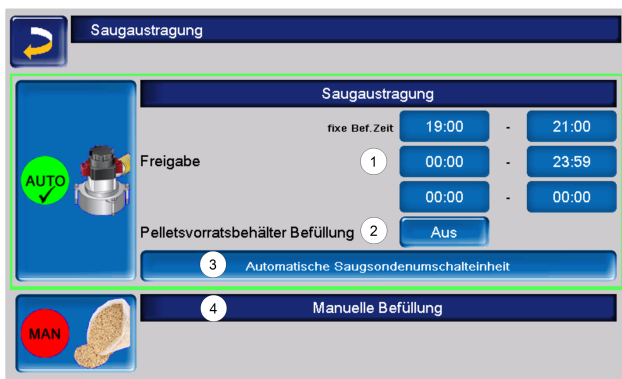 Saugaustragung
Saugaustragung
fixe Bef.Zeit 19:00 - 21:00
Freigabe 1 00:00 - 23:59
AUTO
00:00 - 00:00
Pelletsvorratsbehälter Befüllung 2 Aus
3 Automatische Saugsondenumschalteinheit
4 Manuelle Befüllung
MAN